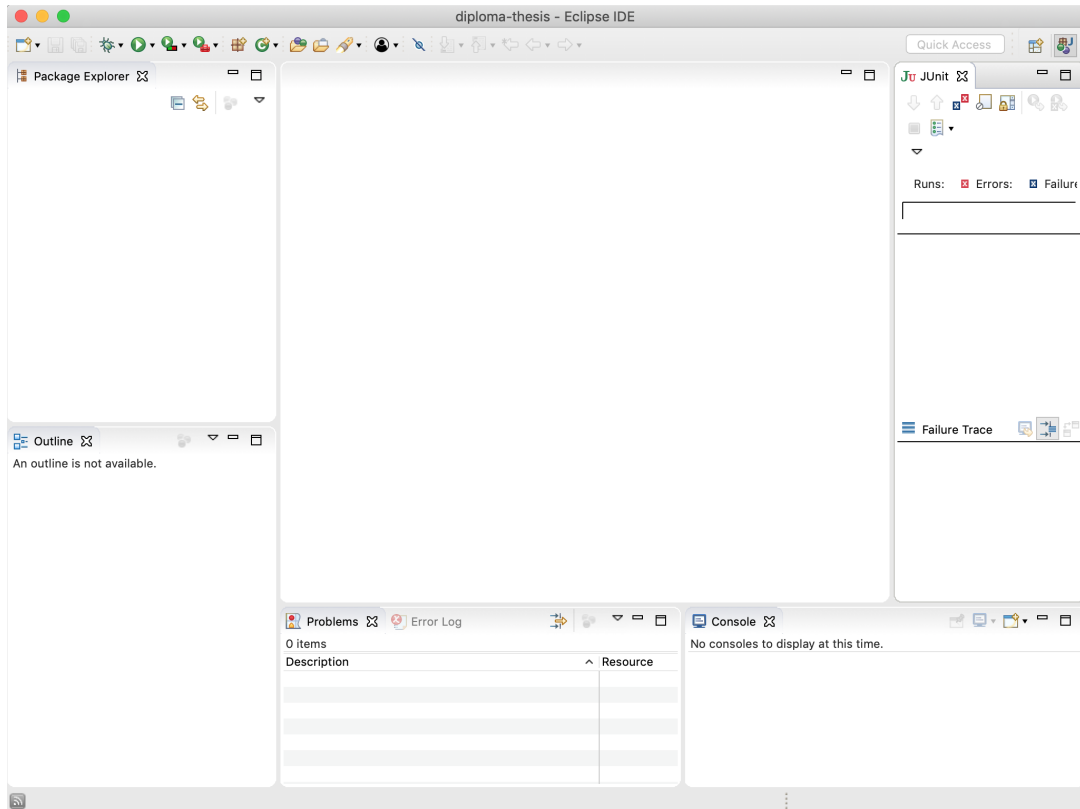 diploma-thesis - Eclipse IDE
Quick Access
Package Explorer
JUnit
Runs: Errors: Failure
Outline
An outline is not available.
Failure Trace
Problems Error Log
0 items
Description Resource
Console
No consoles to display at this time.